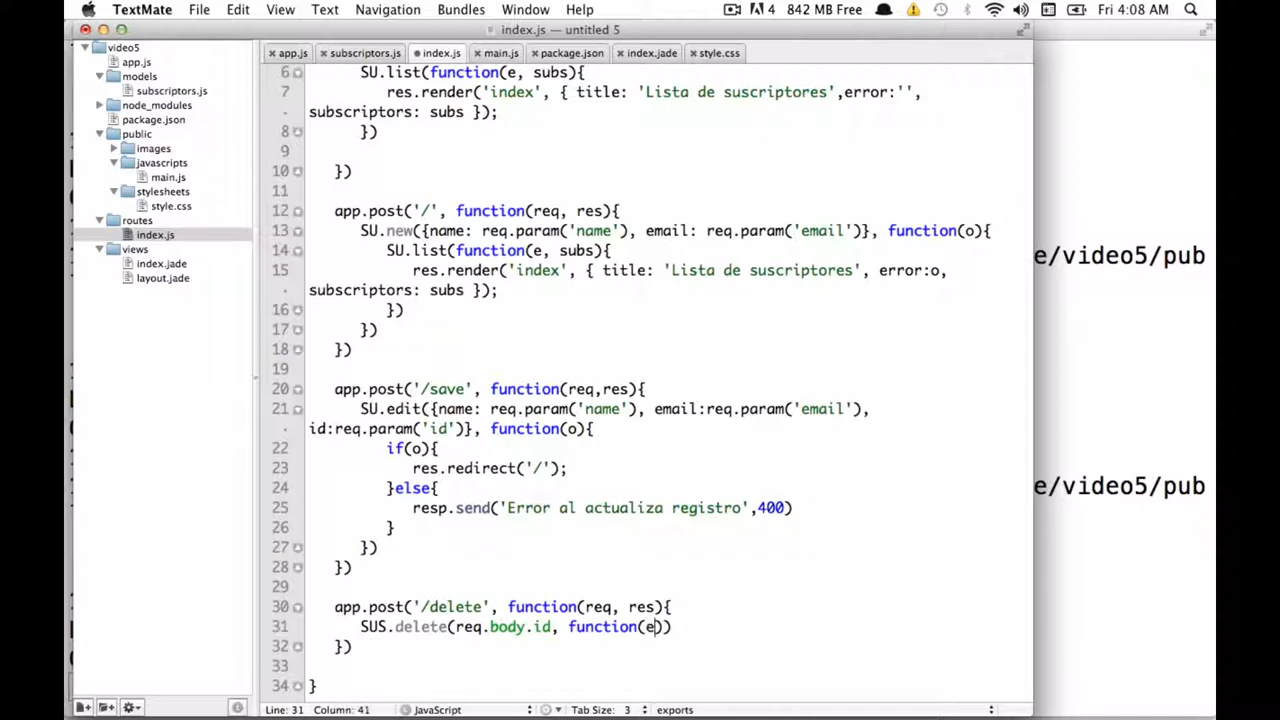 TextMate File Edit View Text Navigation Bundles Window Help 4 842 MB Free Fri 4:08 AM
index.js — untitled 5
video5
app.js
models
subscriptors.js
node_modules
package.json
public
images
javascripts
main.js
stylesheets
style.css
routes
index.js
views
index.jade
layout.jade
app.js subscriptors.js index.js main.js package.json index.jade style.css
6 SU.list(function(e, subs){
7 res.render('index', { title: 'Lista de suscriptores',error:'',
subscriptors: subs });
8 })
9
10 })
11
12 app.post('/', function(req, res){
13 SU.new({name: req.param('name'), email: req.param('email')}, function(o){
14 SU.list(function(e, subs){
15 res.render('index', { title: 'Lista de suscriptores', error:o,
subscriptors: subs });
16 })
17 })
18 })
19
20 app.post('/save', function(req,res){
21 SU.edit({name: req.param('name'), email:req.param('email'),
id:req.param('id')}, function(o){
22 if(o){
23 res.redirect('/');
24 }else{
25 resp.send('Error al actualiza registro',400)
26 }
27 })
28 })
29
30 app.post('/delete', function(req, res){
31 SUS.delete(req.body.id, function(e))
32 })
33
34 }
e/video5/pub
e/video5/pub
Line: 31 Column: 41 JavaScript Tab Size: 3 exports